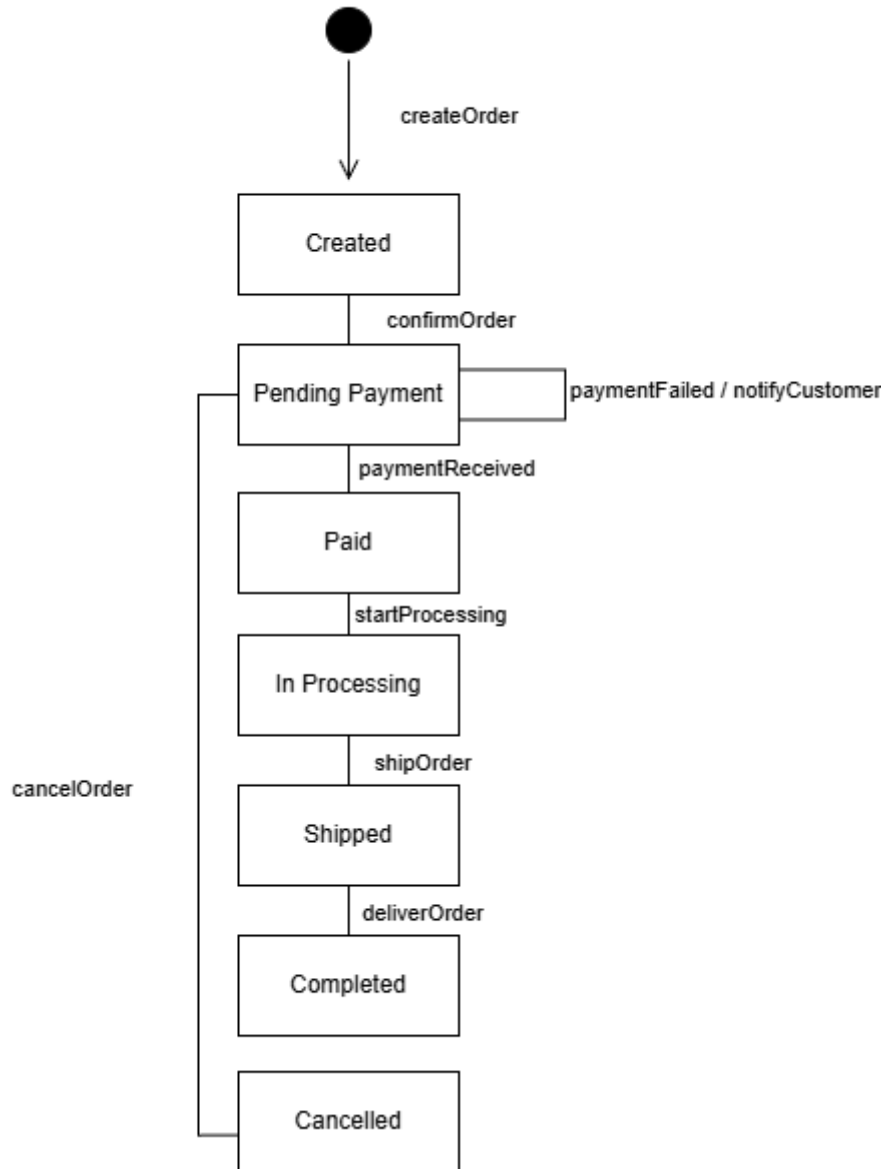 createOrder
Created
confirmOrder
Pending Payment
paymentFailed / notifyCustomer
paymentReceived
Paid
startProcessing
In Processing
shipOrder
cancelOrder
Shipped
deliverOrder
Completed
Cancelled